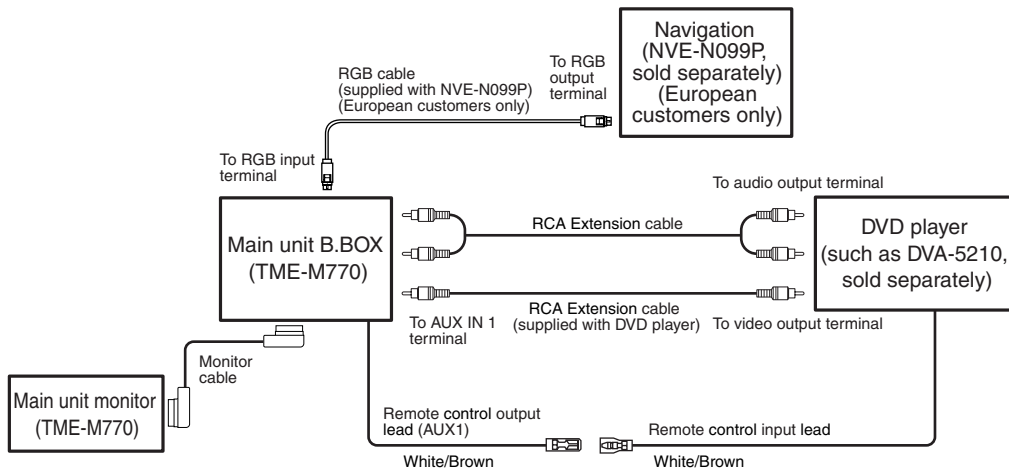 Navigation
(NVE-N099P,
sold separately)
(European
customers only)
To RGB
output
terminal
RGB cable
(supplied with NVE-N099P)
(European customers only)
To RGB input
terminal
Main unit B.BOX
(TME-M770)
RCA Extension cable
To audio output terminal
DVD player
(such as DVA-5210,
sold separately)
To AUX IN 1
terminal
RCA Extension cable
(supplied with DVD player)
To video output terminal
Monitor
cable
Main unit monitor
(TME-M770)
Remote control output
lead (AUX1)
White/Brown
Remote control input lead
White/Brown